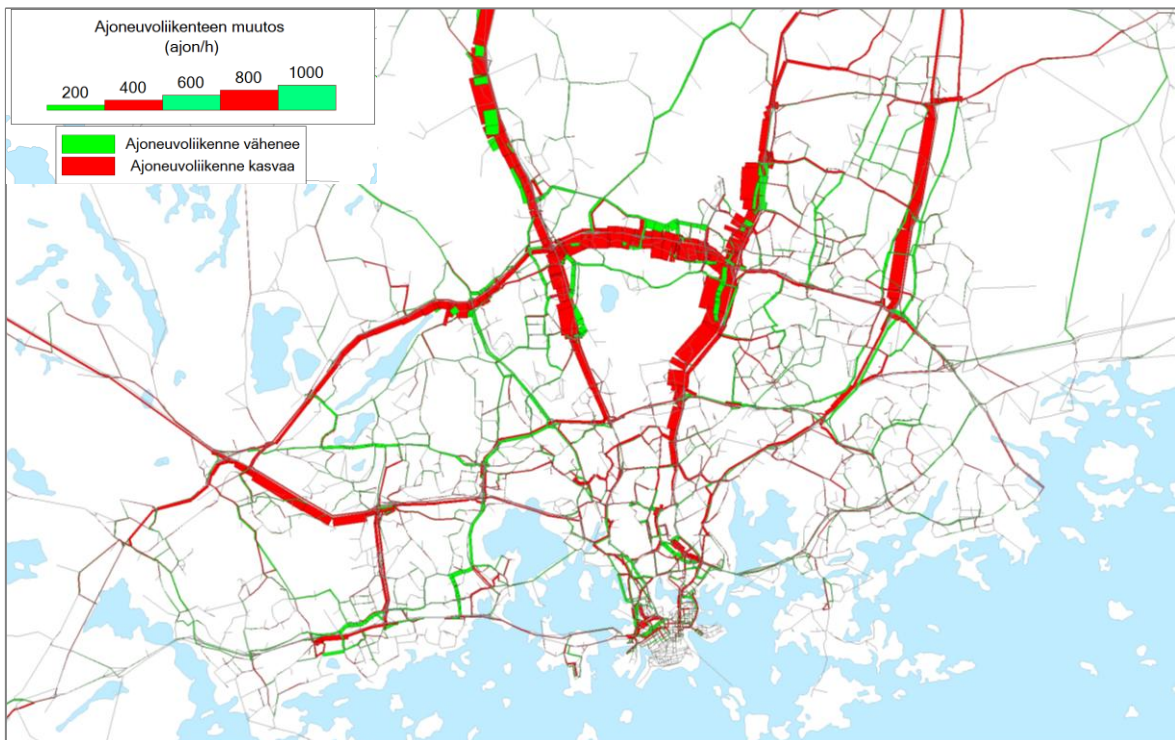 Ajoneuvoliikenteen muutos
(ajon/h)
200 400 600 800 1000
Ajoneuvoliikenne vähenee
Ajoneuvoliikenne kasvaa